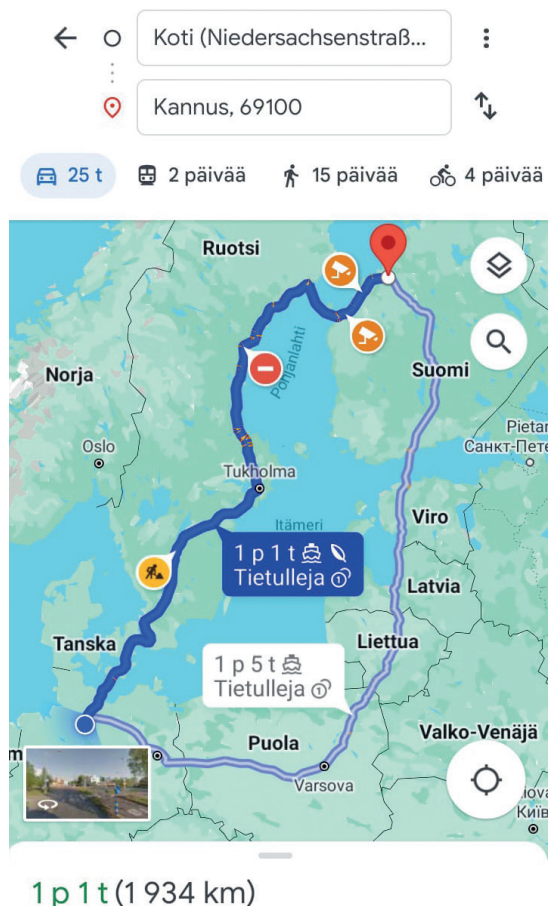 Koti (Niedersachsenstraß...
Kannus, 69100
25 t
2 päivää
15 päivää
4 päivää
Ruotsi
Pohjanlahti
Norja
Suomi
Pietar
Санкт-Пете
Oslo
Tukholma
Itämeri
Viro
1 p 1 t
Tietulleja
Latvia
Tanska
Liettua
1 p 5 t
Tietulleja
Puola
Valko-Venäjä
Varsova
Київ
1 p 1 t (1 934 km)